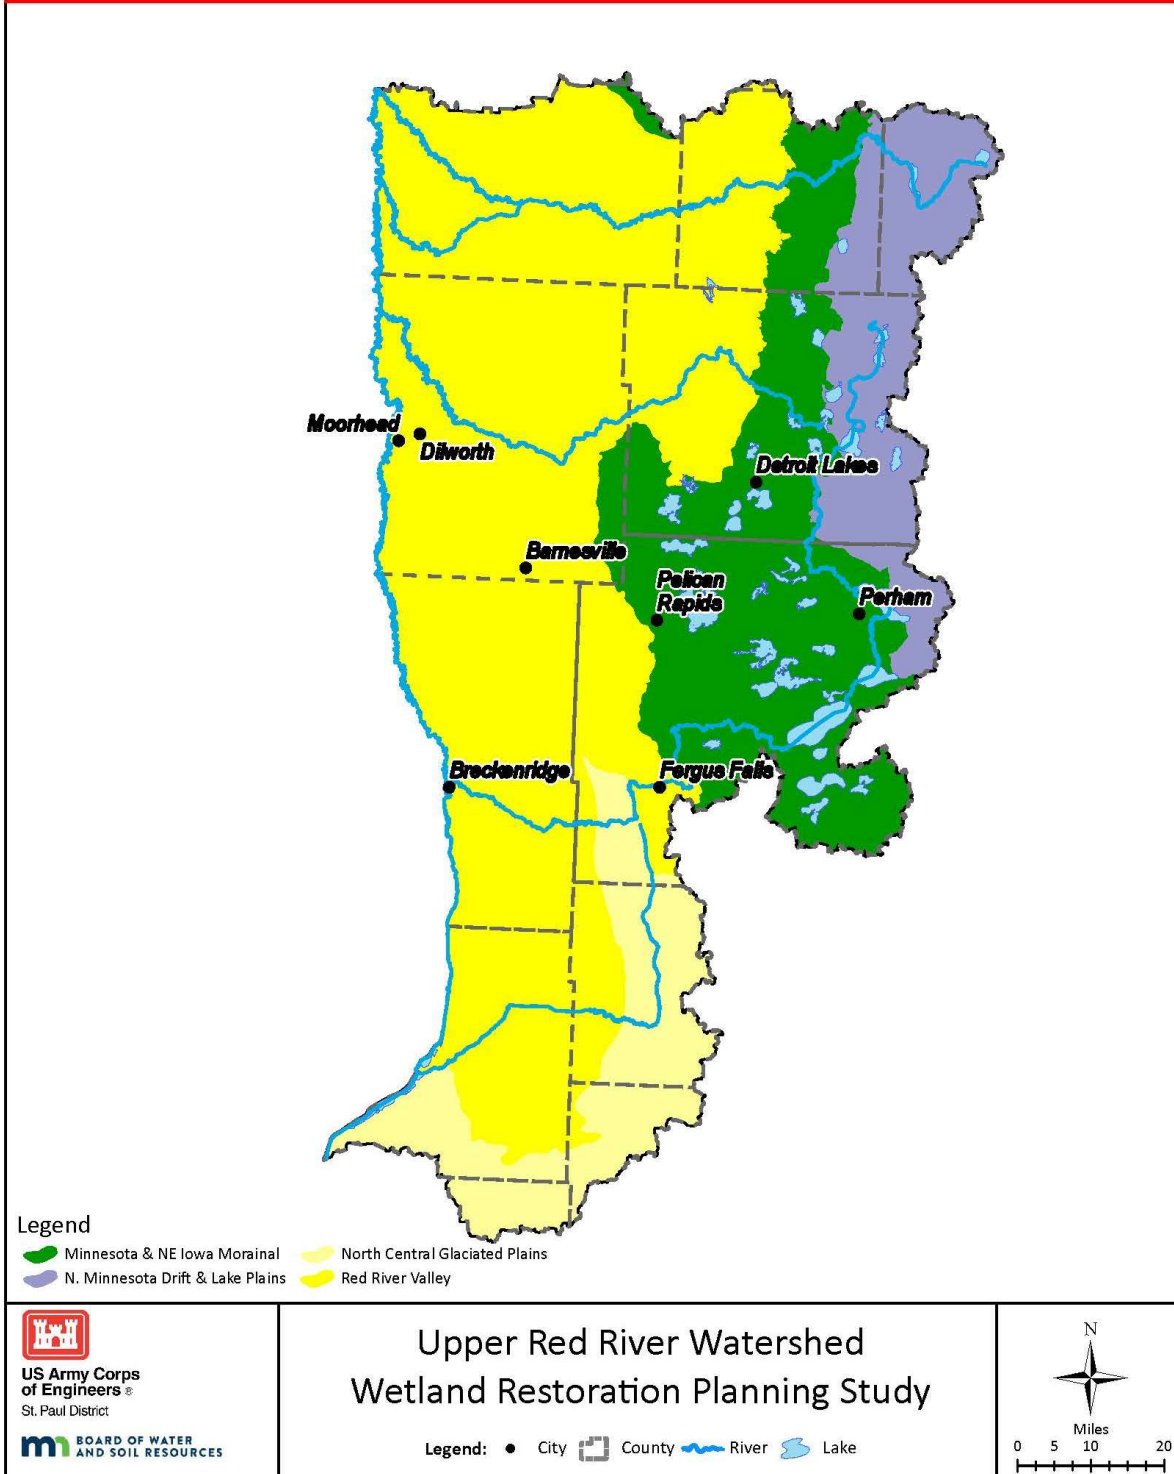 Moorhead
Dilworth
Detroit Lakes
Barnesville
Pelican
Rapids
Perham
Breckenridge
Fergus Falls
Legend
Minnesota & NE Iowa Morainal
North Central Glaciated Plains
N. Minnesota Drift & Lake Plains
Red River Valley
US Army Corps
of Engineers ®
St. Paul District
BOARD OF WATER
AND SOIL RESOURCES
Upper Red River Watershed
Wetland Restoration Planning Study
Legend: City County River Lake
N
Miles
0 5 10 20